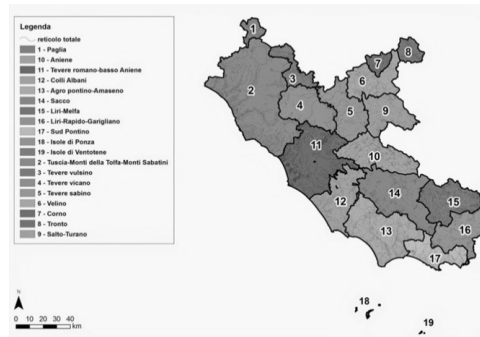 Legenda
reticolo totale
1 - Paglia
10 - Aniene
11 - Tevere romano-basso Aniene
12 - Colli Albani
13 - Agro pontino-Amaseno
14 - Sacco
15 - Liri-Melfa
16 - Liri-Rapido-Garigliano
17 - Sud Pontino
18 - Isole di Ponza
19 - Isole di Ventotene
2 - Tuscia-Monti della Tolfa-Monti Sabatini
3 - Tevere vulsino
4 - Tevere vicano
5 - Tevere sabino
6 - Velino
7 - Corno
8 - Tronto
9 - Salto-Turano
1
8
7
3
6
2
4
5
9
11
10
12
14
15
13
16
17
18
19
N
0 10 20 30 40
km